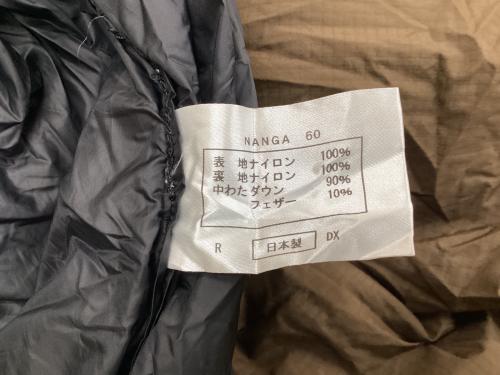 NANGA 60
表 地ナイロン 100%
裏 地ナイロン 100%
中わたダウン 90%
フェザー 10%
R 日本製 DX